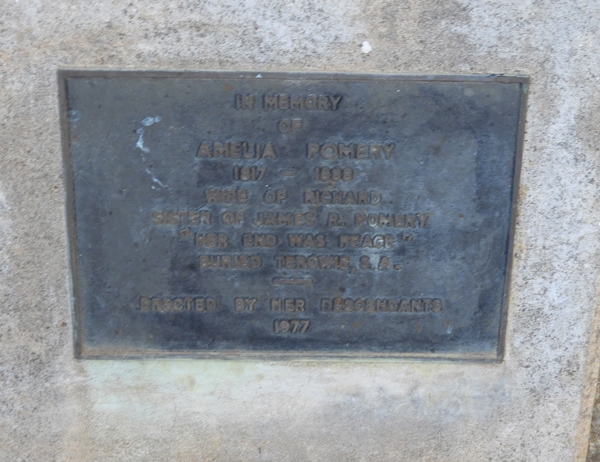 IN MEMORY
OF
AMELIA POMERY
1817 - 1898
WIFE OF RICHARD
SISTER OF JAMES R. POMERY
"HER END WAS PEACE"
BURIED TEROWIE, S.A.
ERECTED BY HER DESCENDANTS
1977